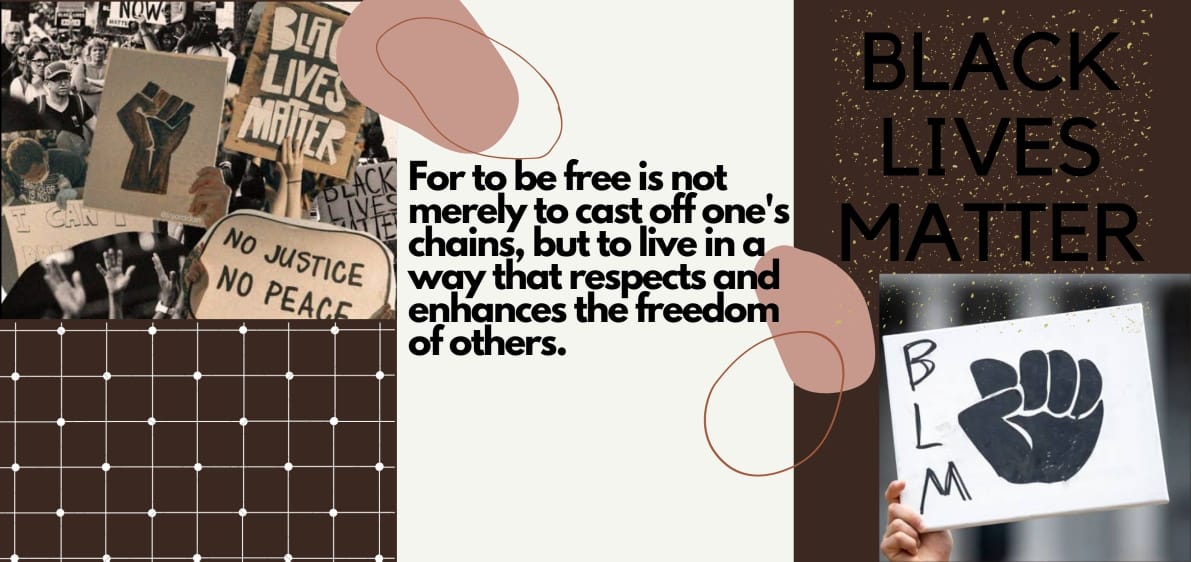 NOW
BLAC
LIVES
MATTER
BLACK
LIVES
MATTE
I CAN'T
NO JUSTICE
NO PEACE
For to be free is not
merely to cast off one's
chains, but to live in a
way that respects and
enhances the freedom
of others.
BLACK
LIVES
MATTER
B
L
M